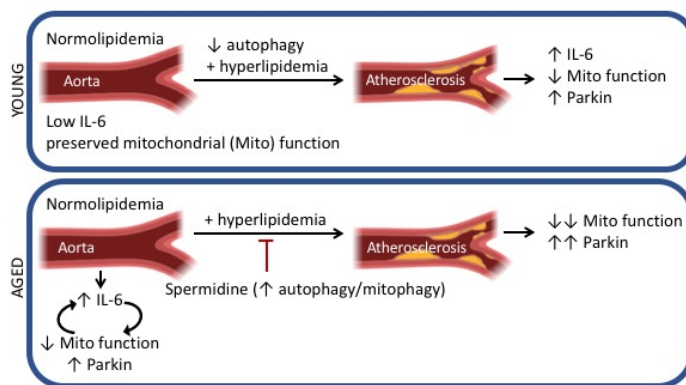 YOUNG
Normolipidemia
Aorta
Low IL-6
preserved mitochondrial (Mito) function
↓ autophagy
+ hyperlipidemia
Atherosclerosis
↑ IL-6
↓ Mito function
↑ Parkin
AGED
Normolipidemia
Aorta
↑ IL-6
↓ Mito function
↑ Parkin
+ hyperlipidemia
Spermidine (↑ autophagy/mitophagy)
Atherosclerosis
↓↓ Mito function
↑↑ Parkin